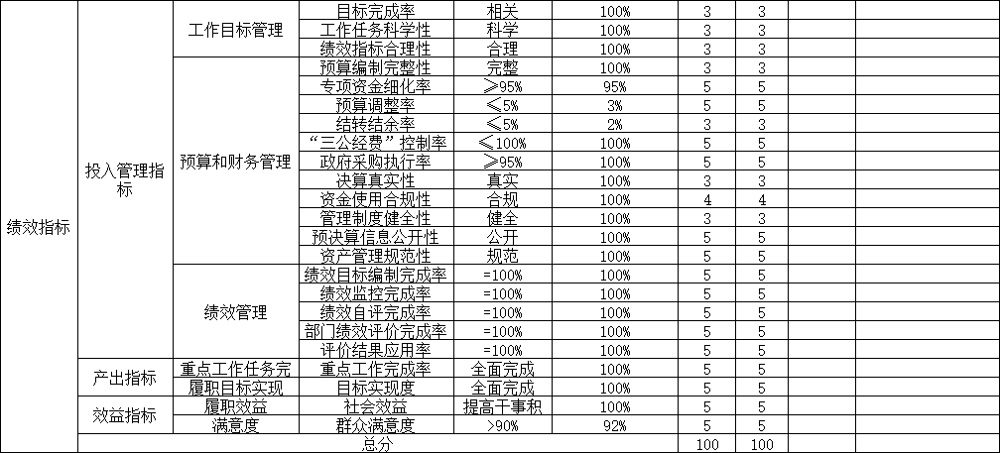 绩效指标
投入管理指
标
工作目标管理
目标完成率 相关 100% 3 3
工作任务科学性 科学 100% 3 3
绩效指标合理性 合理 100% 3 3
预算和财务管理
预算编制完整性 完整 100% 3 3
专项资金细化率 ≥95% 95% 5 5
预算调整率 ≤5% 3% 5 5
结转结余率 ≤5% 2% 3 3
“三公经费”控制率 ≤100% 100% 5 5
政府采购执行率 ≥95% 100% 5 5
决算真实性 真实 100% 3 3
资金使用合规性 合规 100% 4 4
管理制度健全性 健全 100% 3 3
预决算信息公开性 公开 100% 5 5
资产管理规范性 规范 100% 5 5
绩效管理
绩效目标编制完成率 =100% 100% 5 5
绩效监控完成率 =100% 100% 5 5
绩效自评完成率 =100% 100% 5 5
部门绩效评价完成率 =100% 100% 5 5
评价结果应用率 =100% 100% 5 5
产出指标
重点工作任务完 重点工作完成率 全面完成 100% 5 5
履职目标实现 目标实现度 全面完成 100% 5 5
效益指标
履职效益 社会效益 提高干事积 100% 5 5
满意度 群众满意度 >90% 92% 5 5
总分 100 100